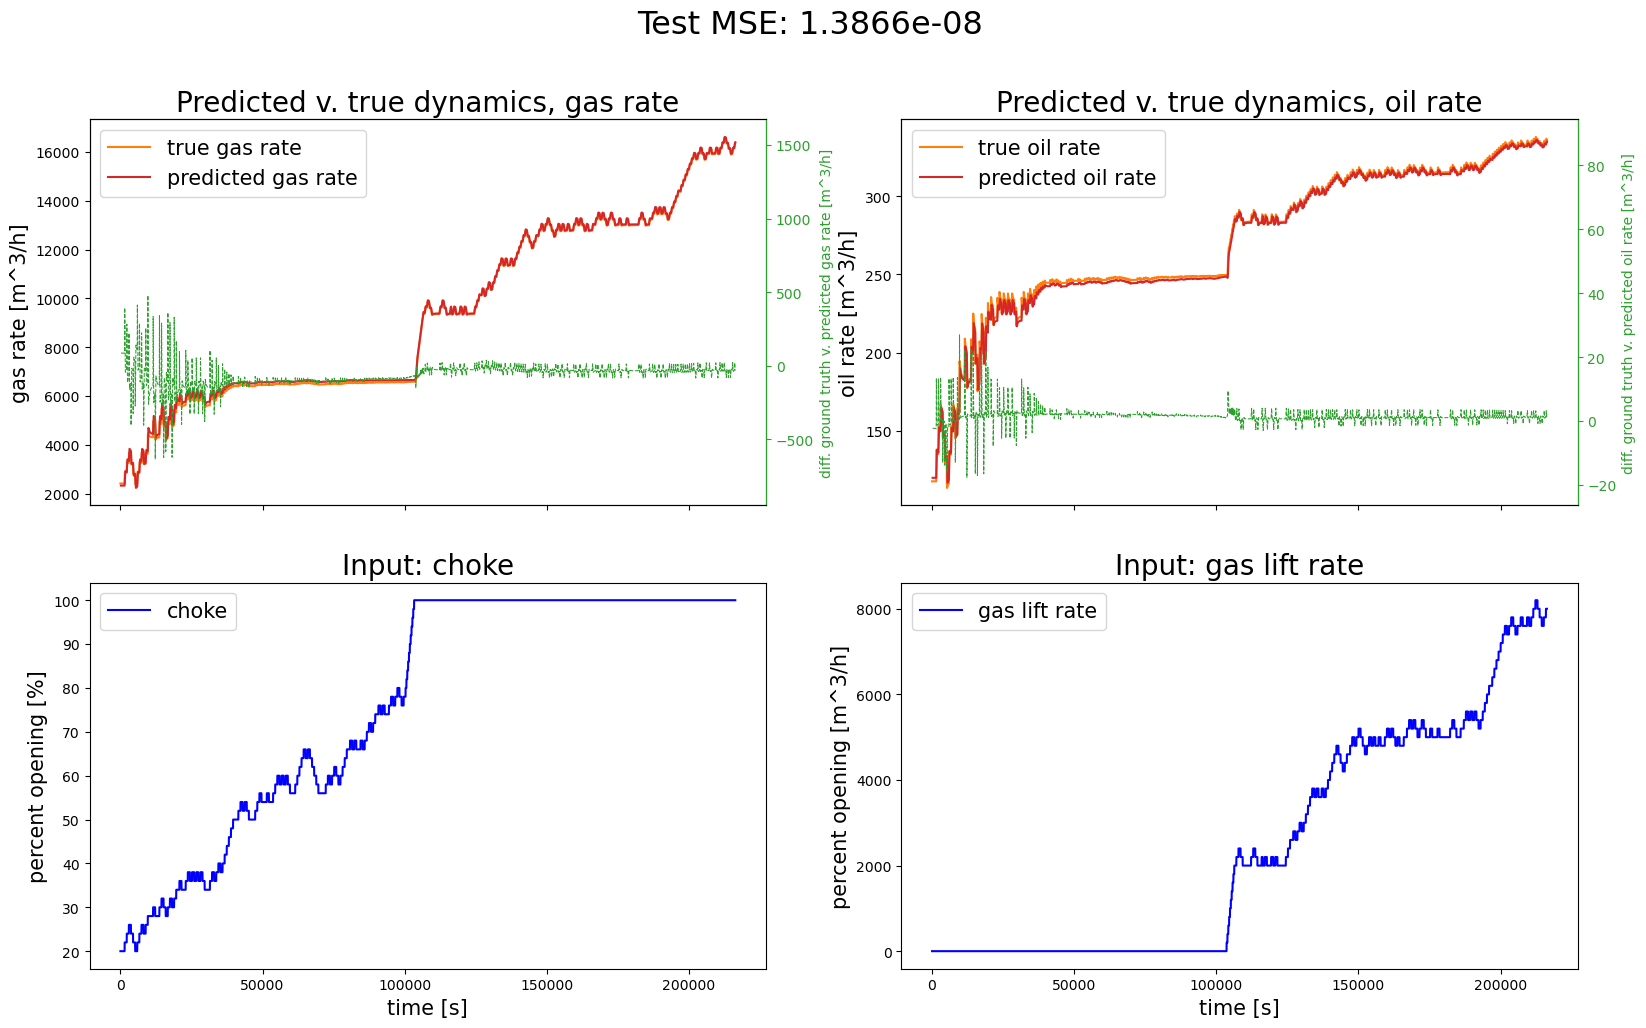 Test MSE: 1.3866e-08
Predicted v. true dynamics, gas rate
true gas rate
predicted gas rate
gas rate [m^3/h]
16000
14000
12000
10000
8000
6000
4000
2000
1500
1000
500
0
−500
diff. ground truth v. predicted gas rate [m^3/h]
Predicted v. true dynamics, oil rate
true oil rate
predicted oil rate
oil rate [m^3/h]
300
250
200
150
80
60
40
20
0
−20
diff. ground truth v. predicted oil rate [m^3/h]
Input: choke
choke
percent opening [%]
100
90
80
70
60
50
40
30
20
0 50000 100000 150000 200000
time [s]
Input: gas lift rate
gas lift rate
percent opening [m^3/h]
8000
6000
4000
2000
0
0 50000 100000 150000 200000
time [s]